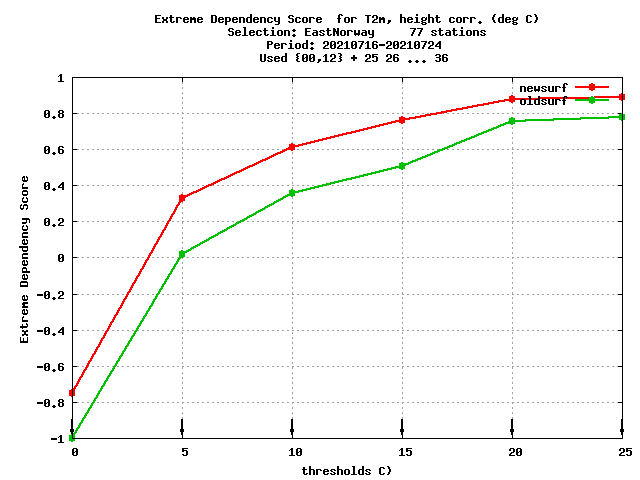 Extreme Dependency Score  for T2m, height corr. (deg C)
Selection: EastNorway     77 stations
Period: 20210716-20210724
Used {00,12} + 25 26 ... 36
newsurf
oldsurf
1
0.8
0.6
0.4
0.2
0
-0.2
-0.4
-0.6
-0.8
-1
Extreme Dependency Score
0 5 10 15 20 25
thresholds C)